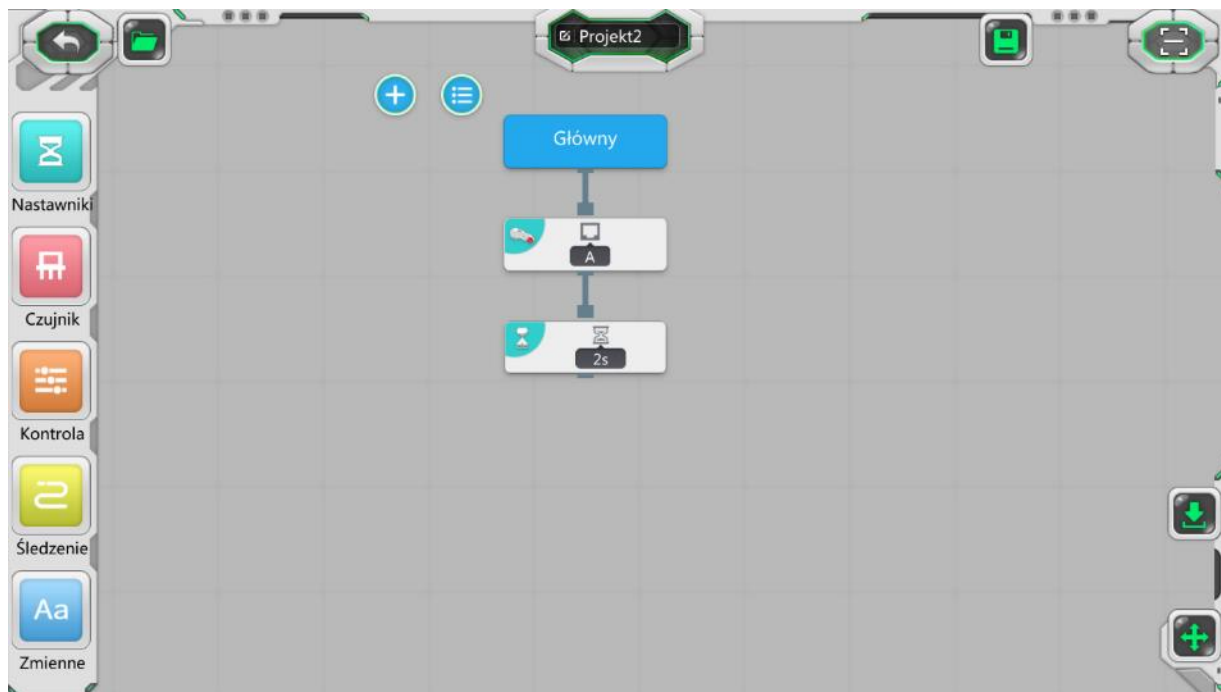 Projekt2
Główny
A
2s
Nastawniki
Czujnik
Kontrola
Śledzenie
Aa
Zmienne